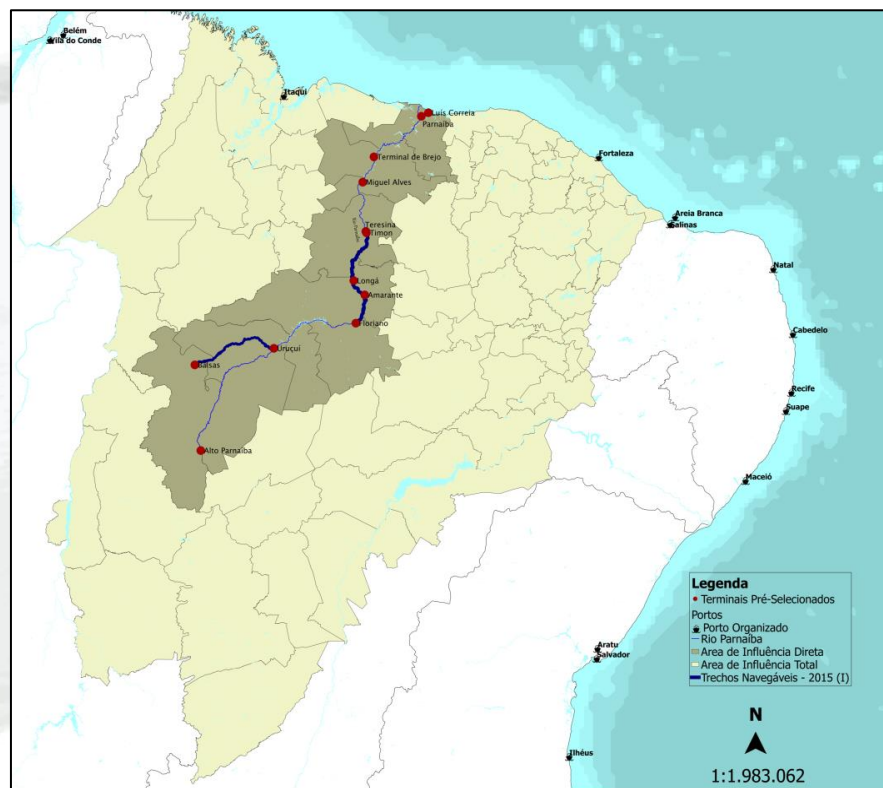 Belém
Vila do Conde
Itaqui
Luís Correia
Parnaíba
Fortaleza
Terminal de Brejo
Miguel Alves
Areia Branca
Salinas
Teresina
Timon
Natal
Longá
Amarante
Floriano
Cabedelo
Uruçuí
Balsas
Recife
Suape
Alto Parnaíba
Maceió
Legenda
Terminais Pré-Selecionados
Portos
Porto Organizado
Rio Parnaíba
Area de Influência Direta
Area de Influência Total
Trechos Navegáveis - 2015 (I)
Aratu
Salvador
N
Ilhéus
1:1.983.062